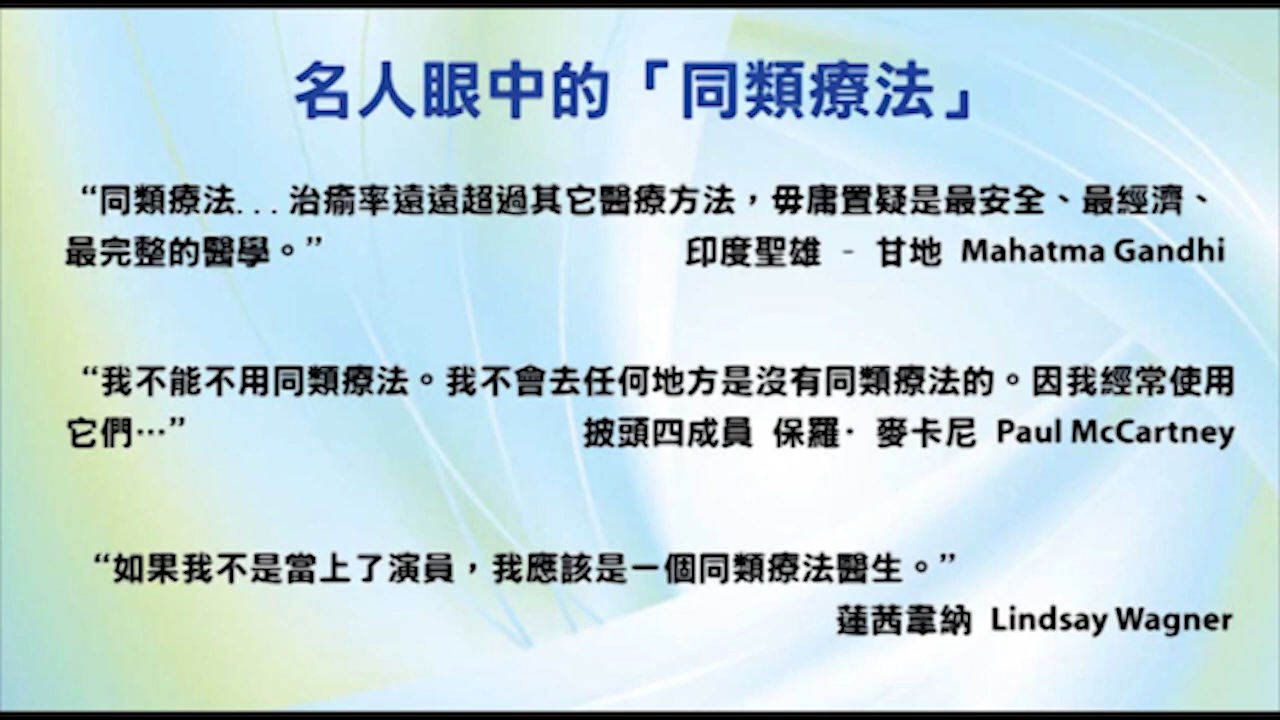 名人眼中的「同類療法」
“同類療法...治癒率遠遠超過其它醫療方法，毋庸置疑是最安全、最經濟、
最完整的醫學。” 印度聖雄 - 甘地 Mahatma Gandhi
“我不能不用同類療法。我不會去任何地方是沒有同類療法的。因我經常使用
它們…” 披頭四成員 保羅· 麥卡尼 Paul McCartney
“如果我不是當上了演員，我應該是一個同類療法醫生。”
蓮茜韋納 Lindsay Wagner